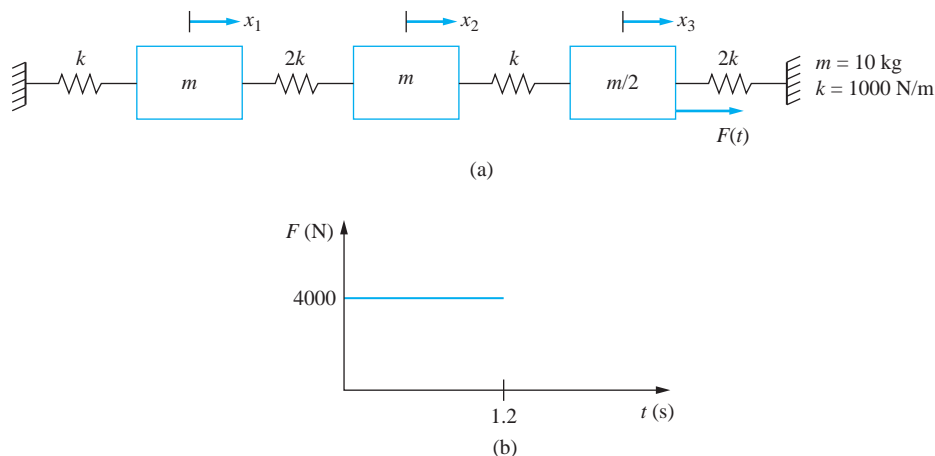 x₁
x₂
x₃
k
m
2k
m
k
m/2
2k
m = 10 kg
k = 1000 N/m
F(t)
(a)
F (N)
4000
1.2
t (s)
(b)